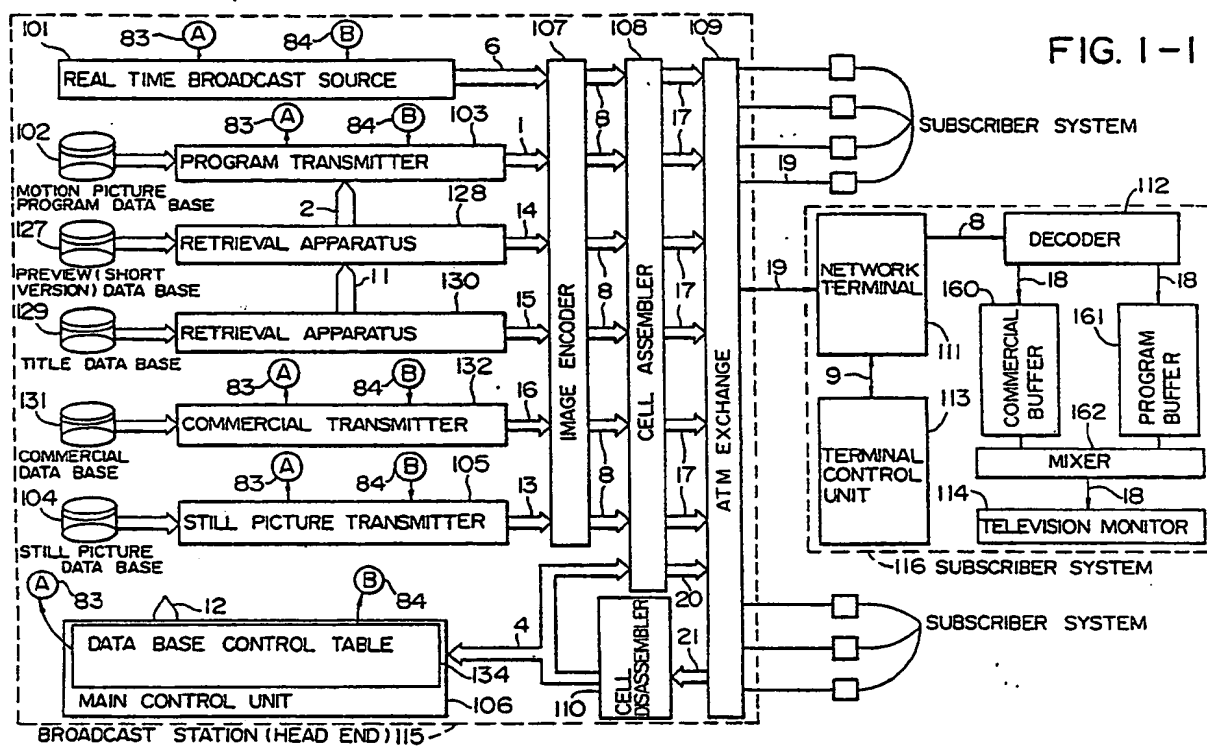 FIG. 1-1
101
83
A
84
B
6
107
108
109
REAL TIME BROADCAST SOURCE
8
17
102
83
A
84
B
103
1
PROGRAM TRANSMITTER
8
17
MOTION PICTURE
PROGRAM DATA BASE
2
128
127
RETRIEVAL APPARATUS
14
8
17
PREVIEW (SHORT
VERSION) DATA BASE
11
130
129
RETRIEVAL APPARATUS
15
TITLE DATA BASE
83
A
84
B
132
131
COMMERCIAL TRANSMITTER
16
8
17
COMMERCIAL
DATA BASE
83
A
84
B
105
104
STILL PICTURE TRANSMITTER
13
STILL PICTURE
DATA BASE
IMAGE ENCODER
CELL ASSEMBLER
ATM EXCHANGE
A
83
12
B
84
4
20
21
DATA BASE CONTROL TABLE
134
MAIN CONTROL UNIT
106
CELL
DISASSEMBLER
110
BROADCAST STATION (HEAD END) 115
SUBSCRIBER SYSTEM
19
19
NETWORK
TERMINAL
111
8
112
DECODER
18
18
160
COMMERCIAL
BUFFER
161
PROGRAM
BUFFER
9
113
TERMINAL CONTROL
UNIT
162
MIXER
18
114
TELEVISION MONITOR
116 SUBSCRIBER SYSTEM
SUBSCRIBER SYSTEM